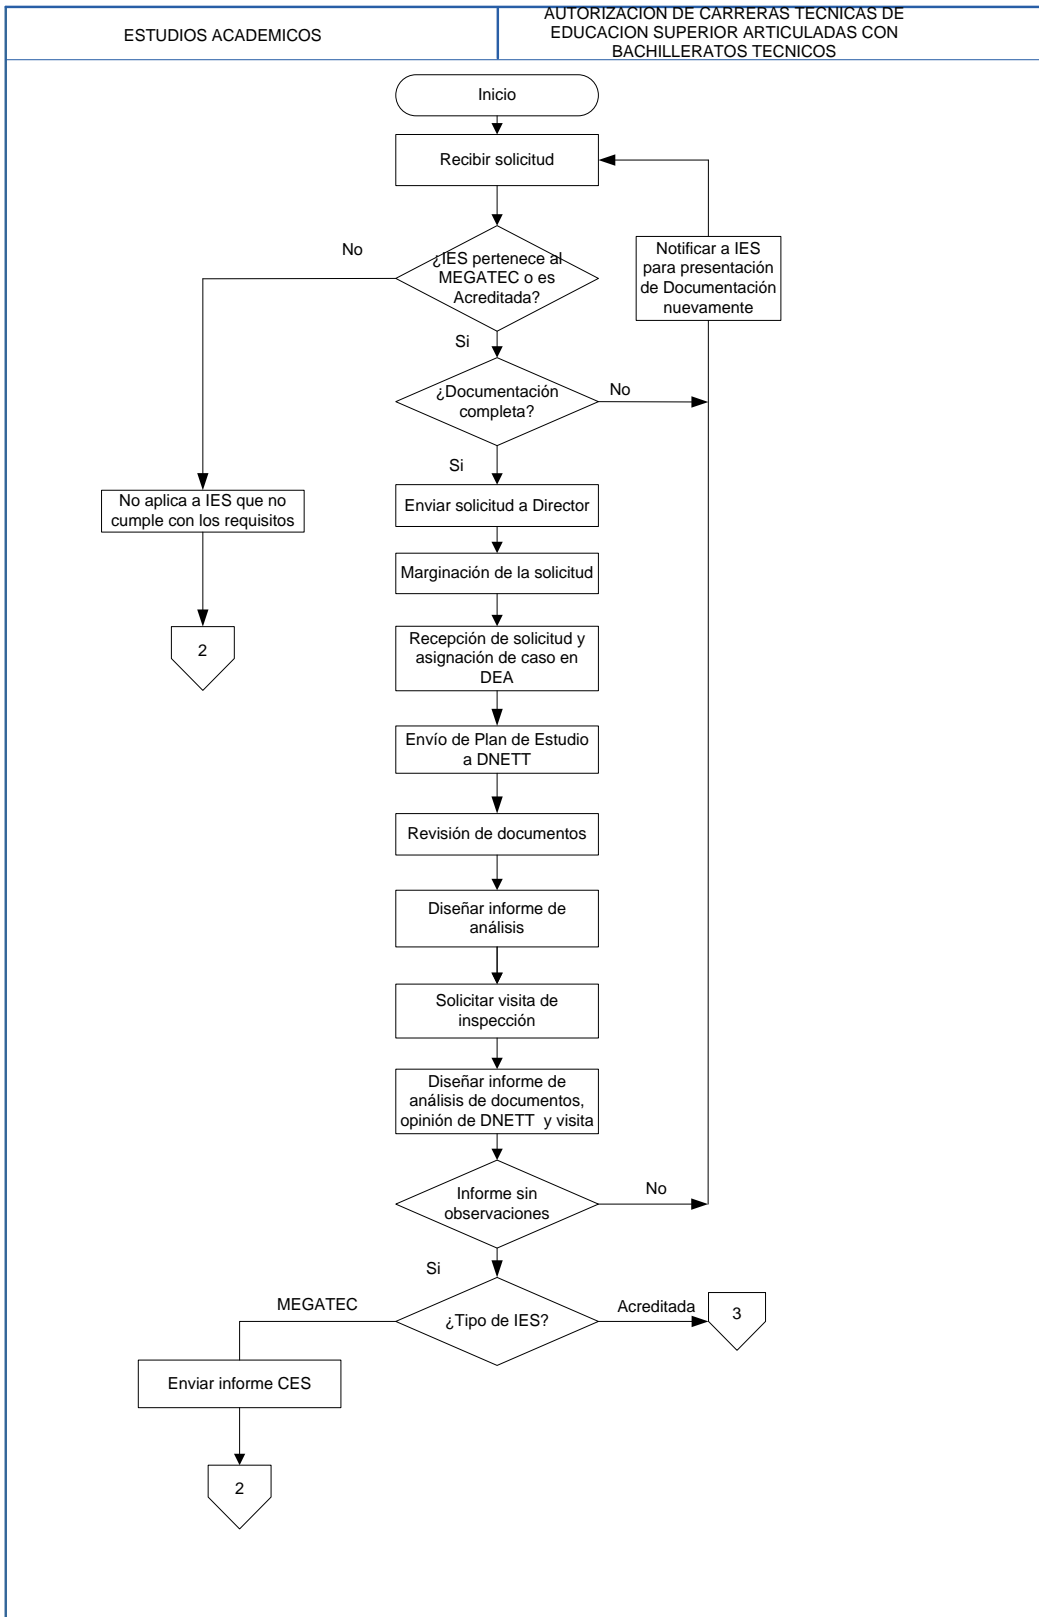 ESTUDIOS ACADEMICOS
AUTORIZACION DE CARRERAS TECNICAS DE
EDUCACION SUPERIOR ARTICULADAS CON
BACHILLERATOS TECNICOS
Inicio
Recibir solicitud
No
¿IES pertenece al
MEGATEC o es
Acreditada?
Notificar a IES
para presentación
de Documentación
nuevamente
Si
¿Documentación
completa?
No
Si
No aplica a IES que no
cumple con los requisitos
2
Enviar solicitud a Director
Marginación de la solicitud
Recepción de solicitud y
asignación de caso en
DEA
Envío de Plan de Estudio
a DNETT
Revisión de documentos
Diseñar informe de
análisis
Solicitar visita de
inspección
Diseñar informe de
análisis de documentos,
opinión de DNETT y visita
Informe sin
observaciones
No
Si
MEGATEC
¿Tipo de IES?
Acreditada
3
Enviar informe CES
2